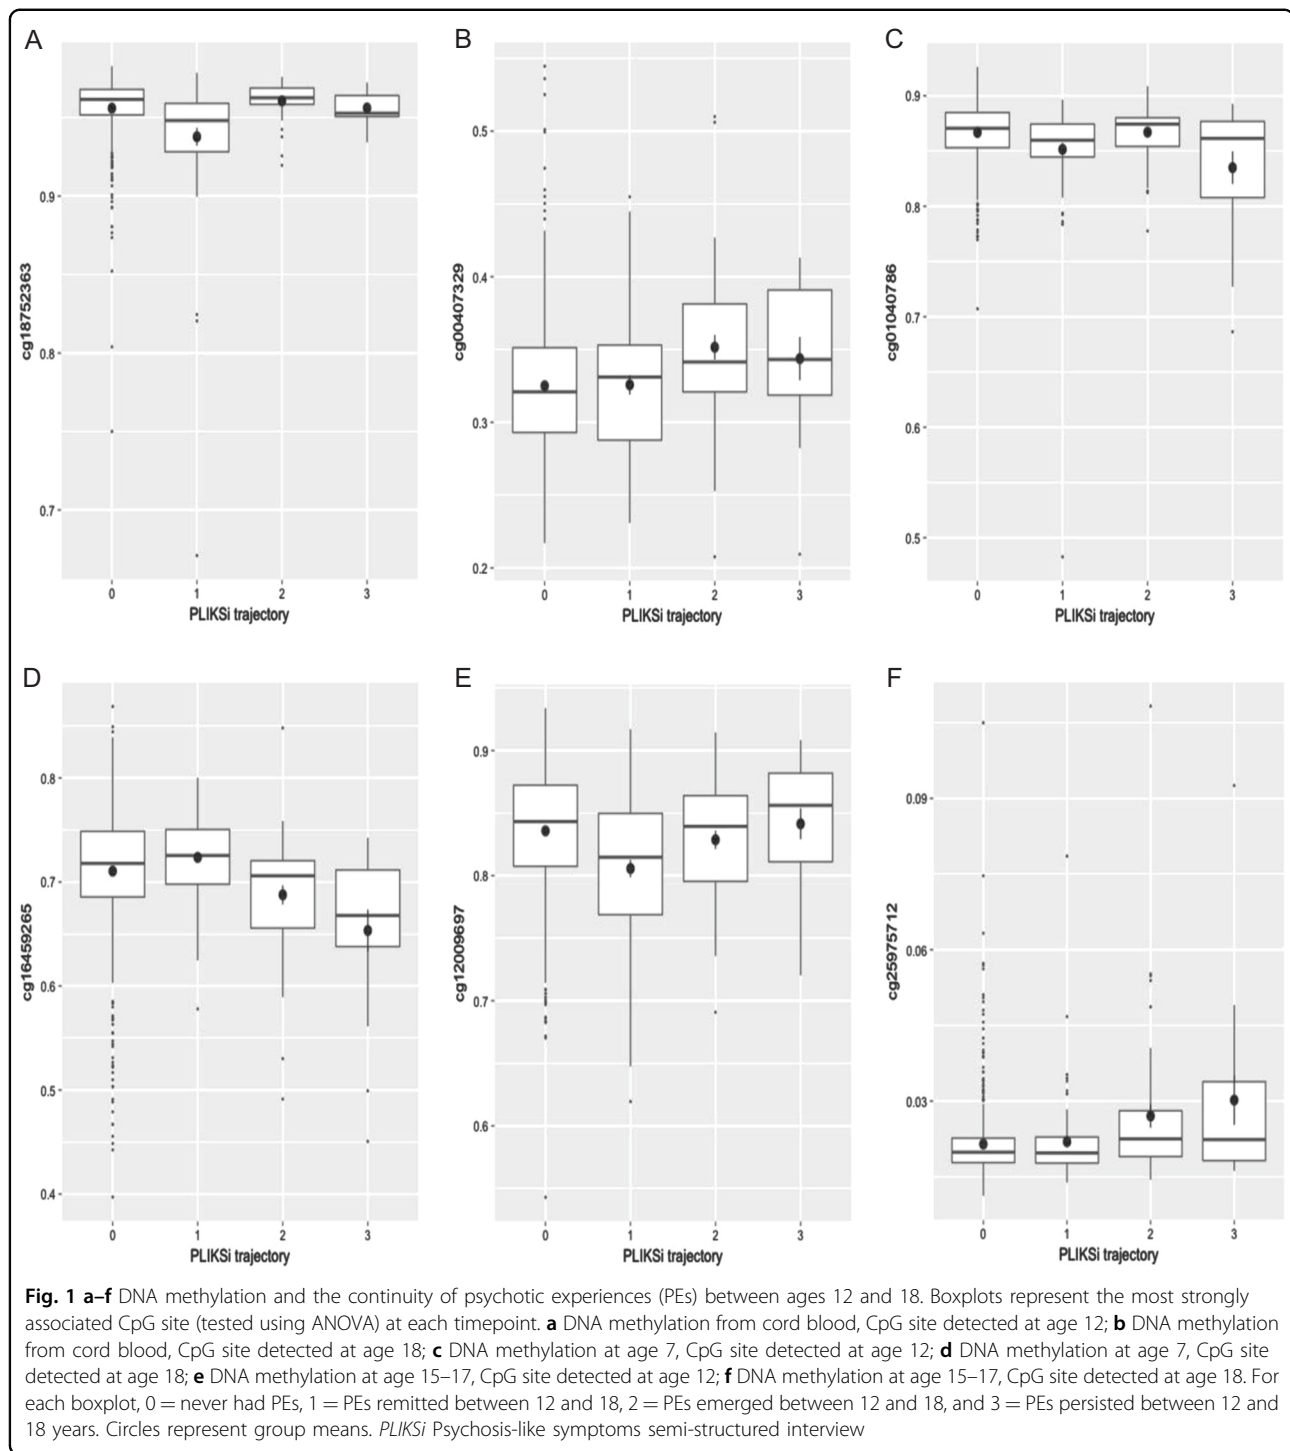 A
B
C
0.9
0.8
0.7
cg18752363
0
1
2
3
PLIKSi trajectory
0.5
0.4
0.3
0.2
cg00407329
0
1
2
3
PLIKSi trajectory
0.9
0.8
0.7
0.6
0.5
cg01040786
0
1
2
3
PLIKSi trajectory
D
E
F
0.8
0.7
0.6
0.5
0.4
cg16459265
0
1
2
3
PLIKSi trajectory
0.9
0.8
0.7
0.6
cg12009697
0
1
2
3
PLIKSi trajectory
0.09
0.06
0.03
cg25975712
0
1
2
3
PLIKSi trajectory
Fig. 1 a–f DNA methylation and the continuity of psychotic experiences (PEs) between ages 12 and 18. Boxplots represent the most strongly
associated CpG site (tested using ANOVA) at each timepoint. a DNA methylation from cord blood, CpG site detected at age 12; b DNA methylation
from cord blood, CpG site detected at age 18; c DNA methylation at age 7, CpG site detected at age 12; d DNA methylation at age 7, CpG site
detected at age 18; e DNA methylation at age 15–17, CpG site detected at age 12; f DNA methylation at age 15–17, CpG site detected at age 18. For
each boxplot, 0 = never had PEs, 1 = PEs remitted between 12 and 18, 2 = PEs emerged between 12 and 18, and 3 = PEs persisted between 12 and
18 years. Circles represent group means. PLIKSi Psychosis-like symptoms semi-structured interview